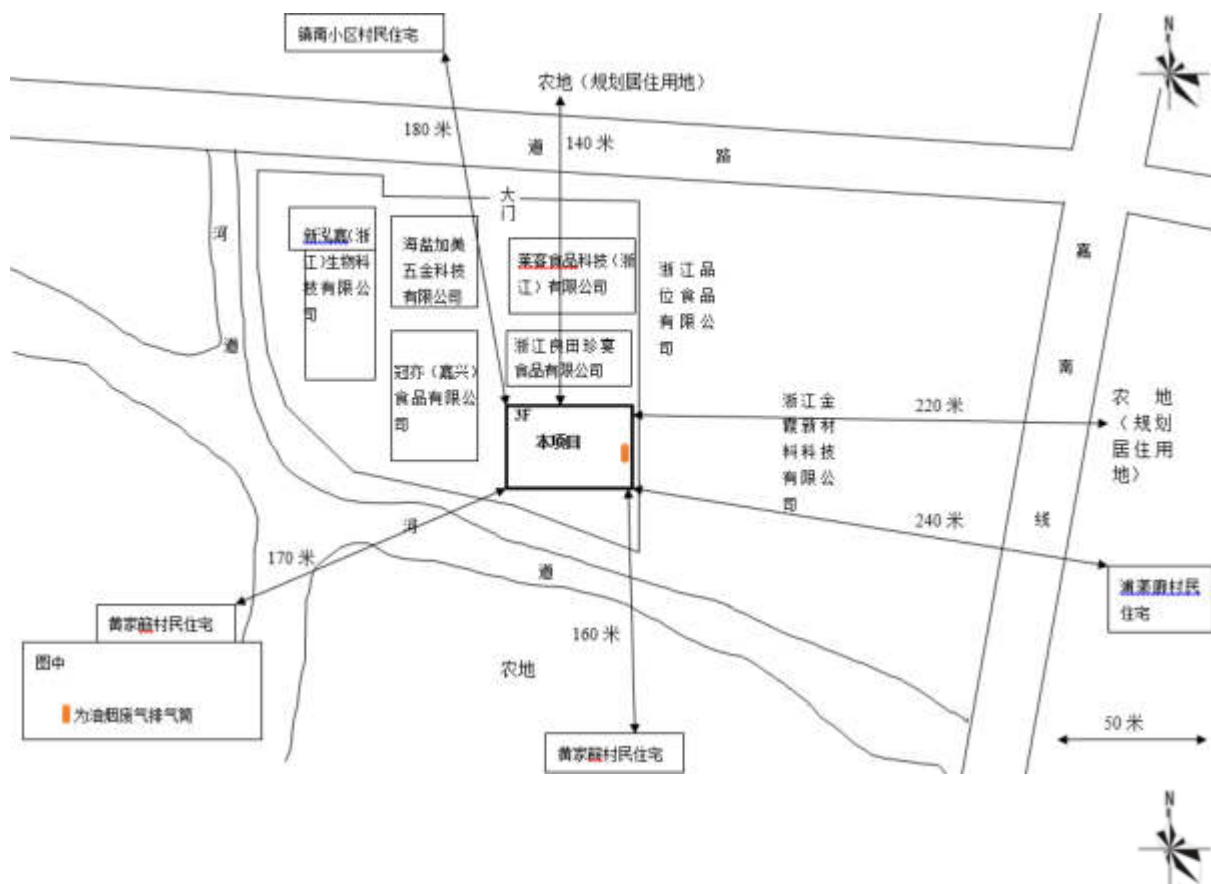 N
镇南小区村民住宅
农地（规划居住用地）
180 米
140 米
道
路
大
门
河
道
新泓鑫（浙
江）生物科
技有限公
司
海盐加美
五金科技
有限公司
莱客食品科技（浙
江）有限公司
浙江品
位食品
有限公
司
嘉
南
线
浙江良田珍宴
食品有限公司
冠亦（嘉兴）
食品有限公
司
3F
本项目
浙江金
霞新材
料科技
有限公
司
220 米
农 地
（规划
居住用
地）
240 米
河
道
170 米
村民
住宅
黄家 村民住宅
160 米
农地
图中
为油烟废气排气筒
50 米
黄家 村民住宅
N